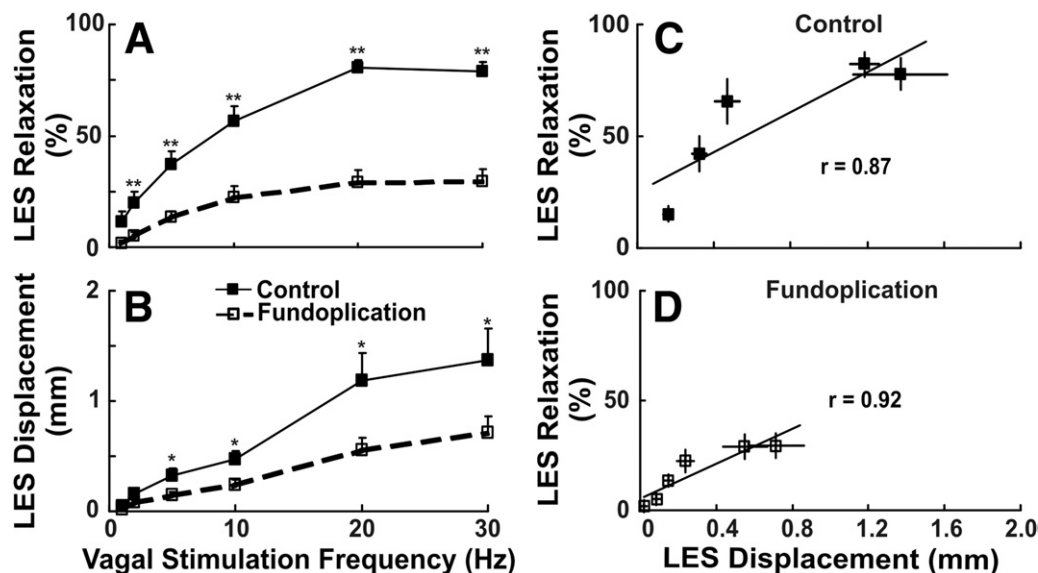 A
100
50
0
LES Relaxation
(%)
** ** ** ** **
B
2
1
0
LES Displacement
(mm)
Control
Fundoplication
* * * *
0 10 20 30
Vagal Stimulation Frequency (Hz)
C
Control
100
50
0
LES Relaxation
(%)
r = 0.87
D
Fundoplication
100
50
0
LES Relaxation
(%)
r = 0.92
0 0.4 0.8 1.2 1.6 2.0
LES Displacement (mm)